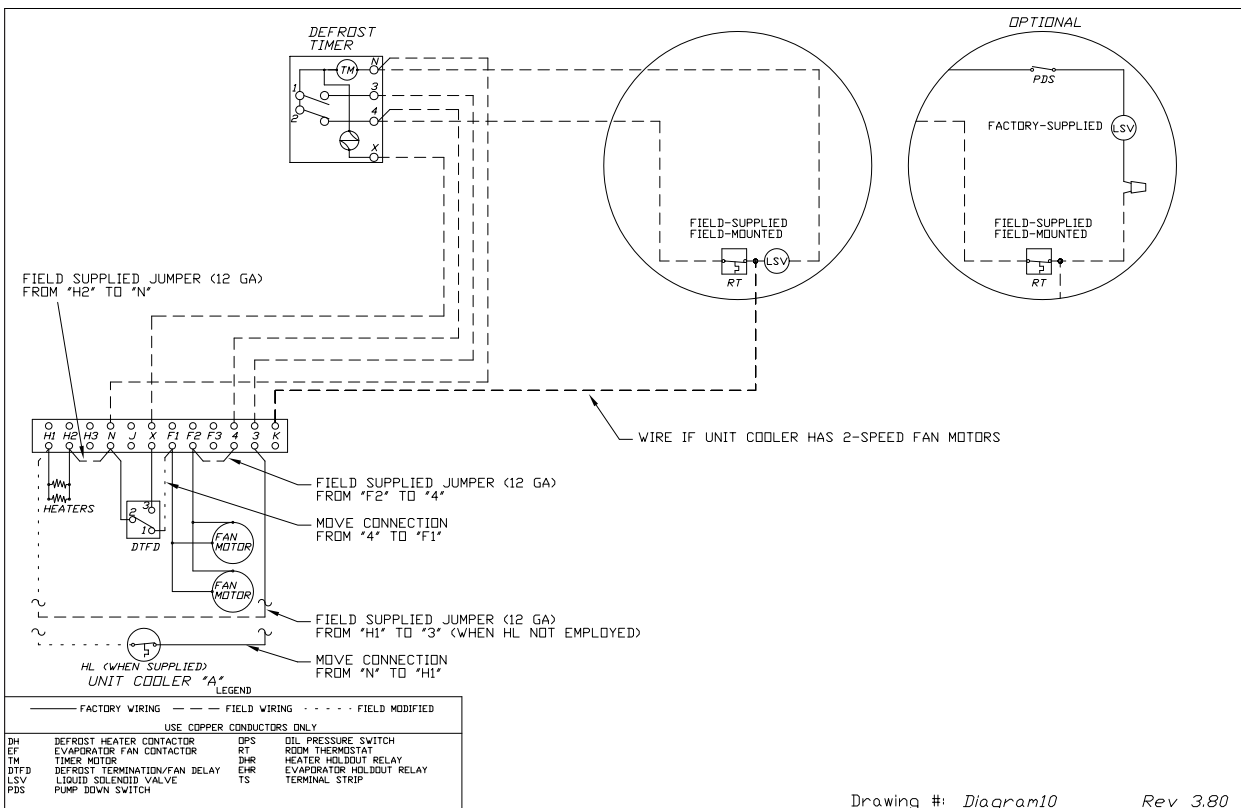 DEFROST
TIMER
OPTIONAL
TM
N
1
3
2
4
X
PDS
FACTORY-SUPPLIED
LSV
FIELD-SUPPLIED
FIELD-MOUNTED
LSV
RT
FIELD-SUPPLIED
FIELD-MOUNTED
RT
FIELD SUPPLIED JUMPER (12 GA)
FROM "H2" TO "N"
H1 H2 H3 N J X F1 F2 F3 4 3 K
WIRE IF UNIT COOLER HAS 2-SPEED FAN MOTORS
HEATERS
2
3
1
DTFD
FAN
MOTOR
FAN
MOTOR
FIELD SUPPLIED JUMPER (12 GA)
FROM "F2" TO "4"
MOVE CONNECTION
FROM "4" TO "F1"
FIELD SUPPLIED JUMPER (12 GA)
FROM "H1" TO "3" (WHEN HL NOT EMPLOYED)
MOVE CONNECTION
FROM "N" TO "H1"
HL (WHEN SUPPLIED)
UNIT COOLER "A"
LEGEND
FACTORY WIRING FIELD WIRING FIELD MODIFIED
USE COPPER CONDUCTORS ONLY
DH DEFROST HEATER CONTACTOR OPS OIL PRESSURE SWITCH
EF EVAPORATOR FAN CONTACTOR RT ROOM THERMOSTAT
TM TIMER MOTOR DHR HEATER HOLDOUT RELAY
DTFD DEFROST TERMINATION/FAN DELAY EHR EVAPORATOR HOLDOUT RELAY
LSV LIQUID SOLENOID VALVE TS TERMINAL STRIP
PDS PUMP DOWN SWITCH
Drawing #: Diagram10 Rev 3.80